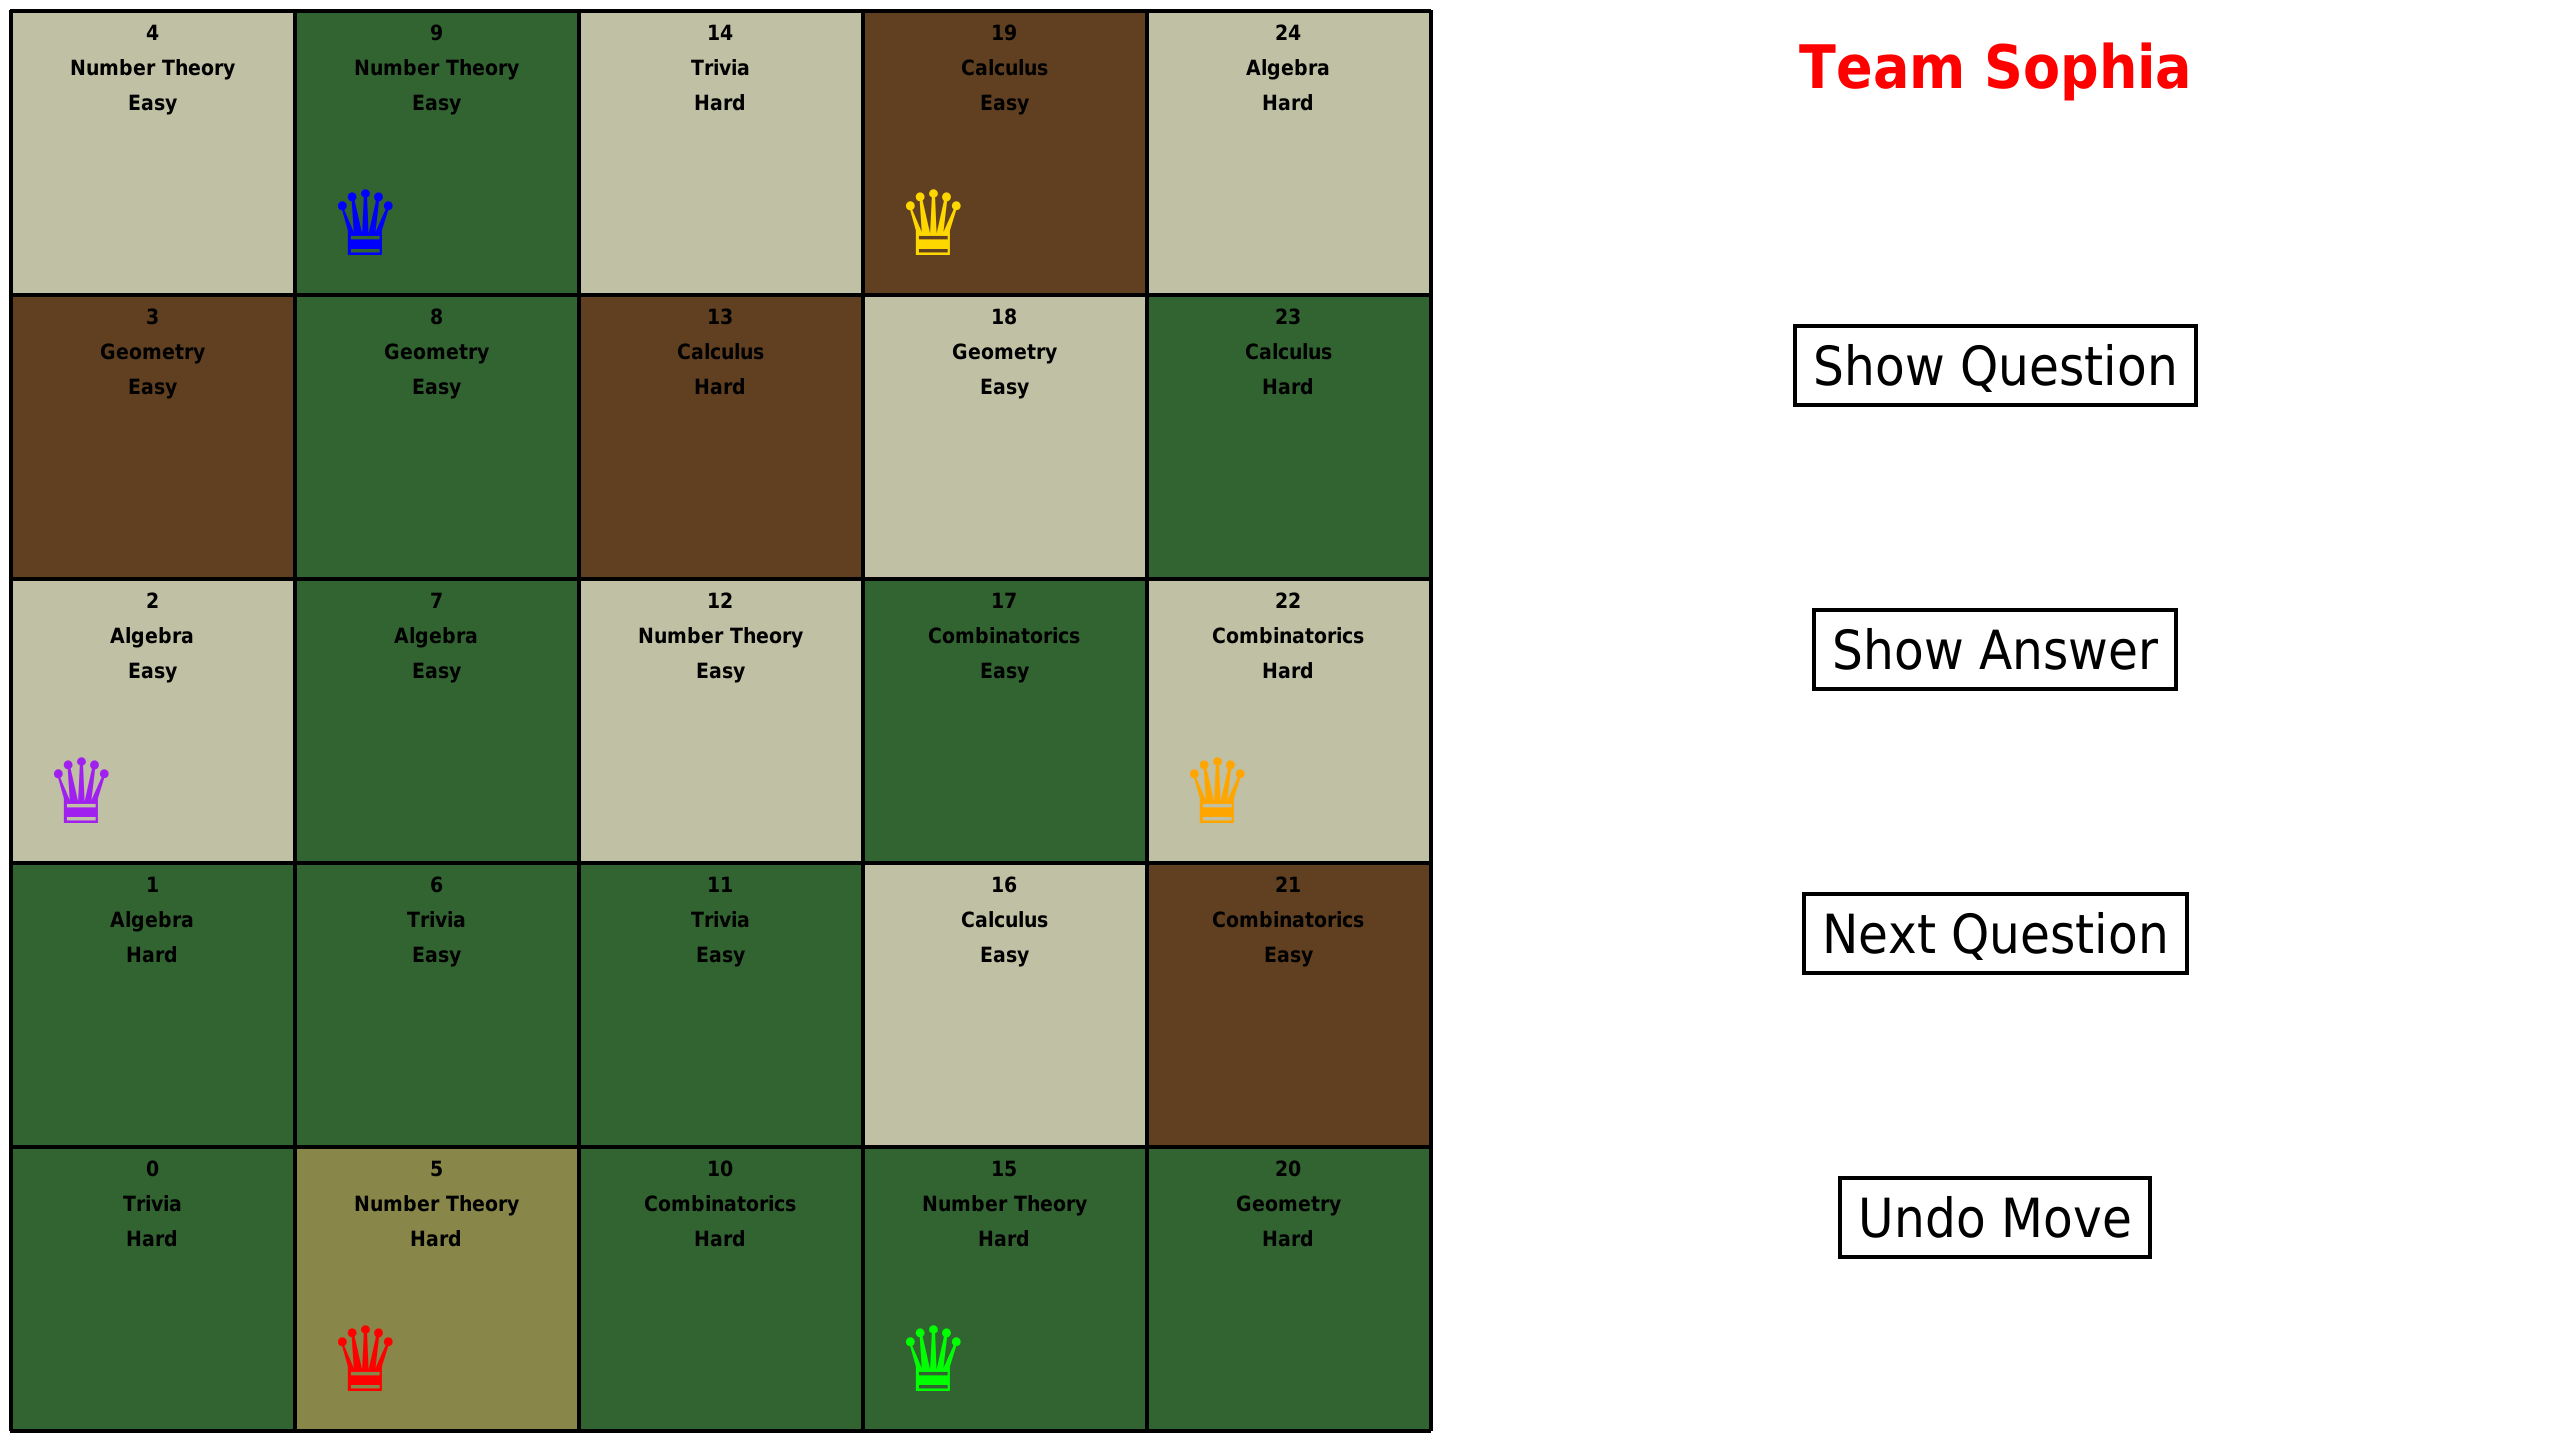 4
Number Theory
Easy
9
Number Theory
Easy
14
Trivia
Hard
19
Calculus
Easy
24
Algebra
Hard
Team Sophia
3
Geometry
Easy
8
Geometry
Easy
13
Calculus
Hard
18
Geometry
Easy
23
Calculus
Hard
Show Question
2
Algebra
Easy
7
Algebra
Easy
12
Number Theory
Easy
17
Combinatorics
Easy
22
Combinatorics
Hard
Show Answer
1
Algebra
Hard
6
Trivia
Easy
11
Trivia
Easy
16
Calculus
Easy
21
Combinatorics
Easy
Next Question
0
Trivia
Hard
5
Number Theory
Hard
10
Combinatorics
Hard
15
Number Theory
Hard
20
Geometry
Hard
Undo Move